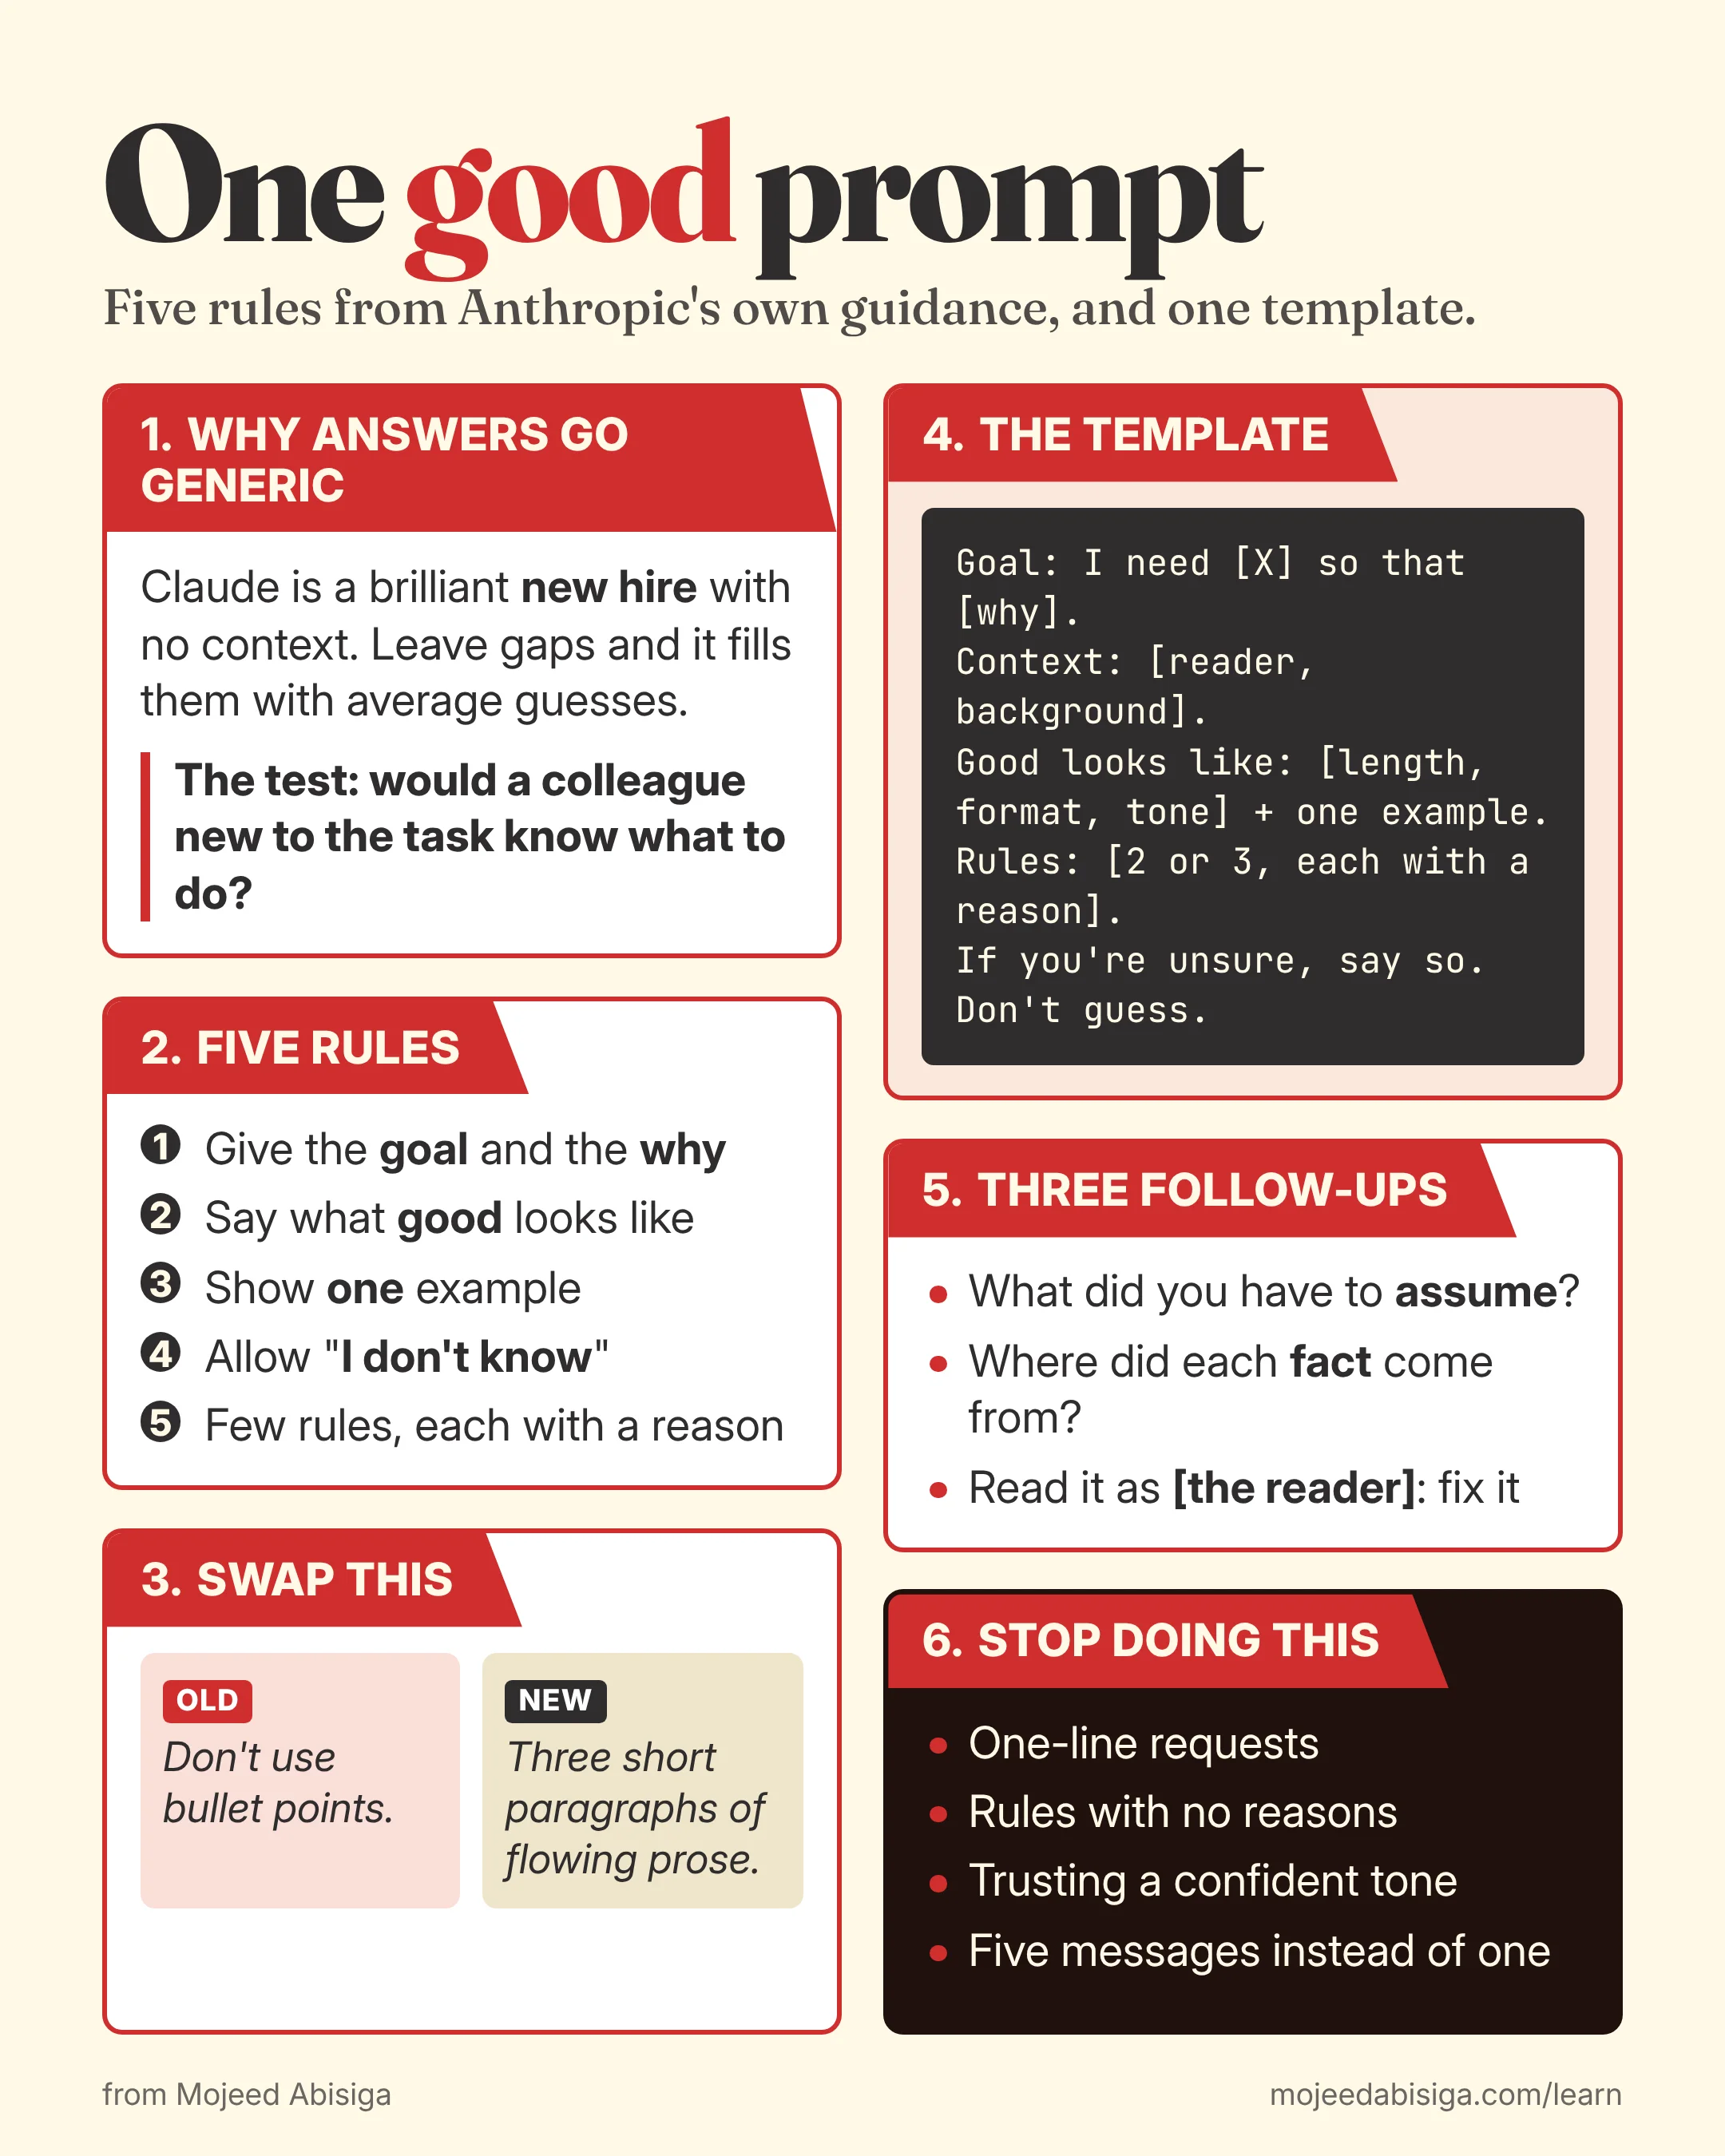 One good prompt
Five rules from Anthropic's own guidance, and one template.
1. WHY ANSWERS GO
GENERIC
Claude is a brilliant new hire with
no context. Leave gaps and it fills
them with average guesses.
The test: would a colleague
new to the task know what to
do?
2. FIVE RULES
1 Give the goal and the why
2 Say what good looks like
3 Show one example
4 Allow "I don't know"
5 Few rules, each with a reason
3. SWAP THIS
OLD
Don't use
bullet points.
NEW
Three short
paragraphs of
flowing prose.
4. THE TEMPLATE
Goal: I need [X] so that
[why].
Context: [reader,
background].
Good looks like: [length,
format, tone] + one example.
Rules: [2 or 3, each with a
reason].
If you're unsure, say so.
Don't guess.
5. THREE FOLLOW-UPS
• What did you have to assume?
• Where did each fact come
from?
• Read it as [the reader]: fix it
6. STOP DOING THIS
• One-line requests
• Rules with no reasons
• Trusting a confident tone
• Five messages instead of one
from Mojeed Abisiga
mojeedabisiga.com/learn